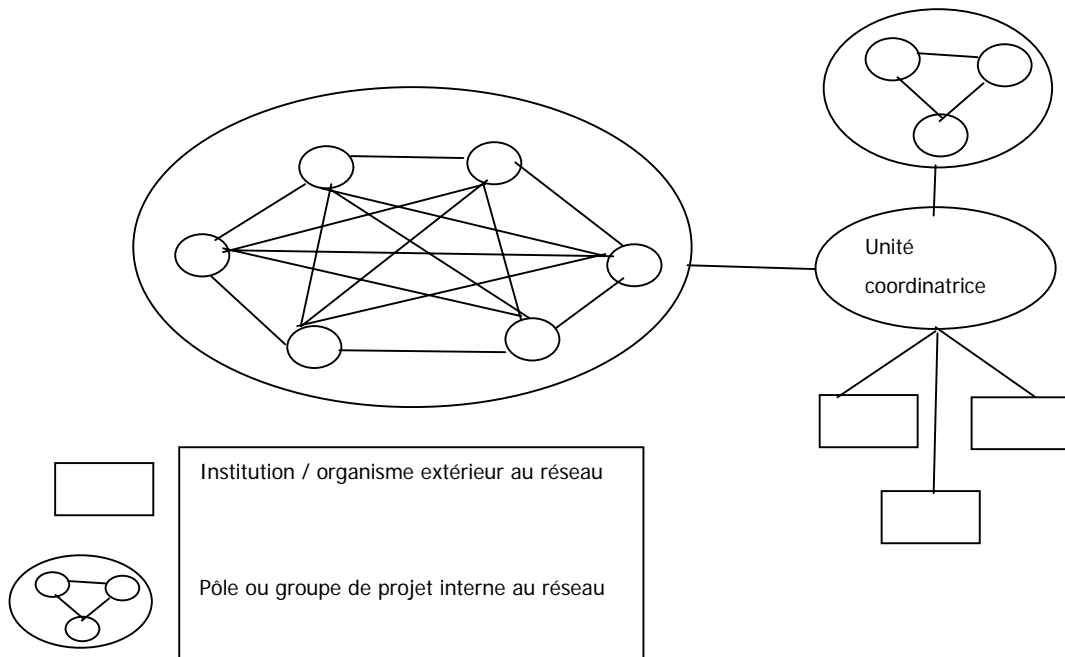 Unité
coordinatrice
Institution / organisme extérieur au réseau
Pôle ou groupe de projet interne au réseau